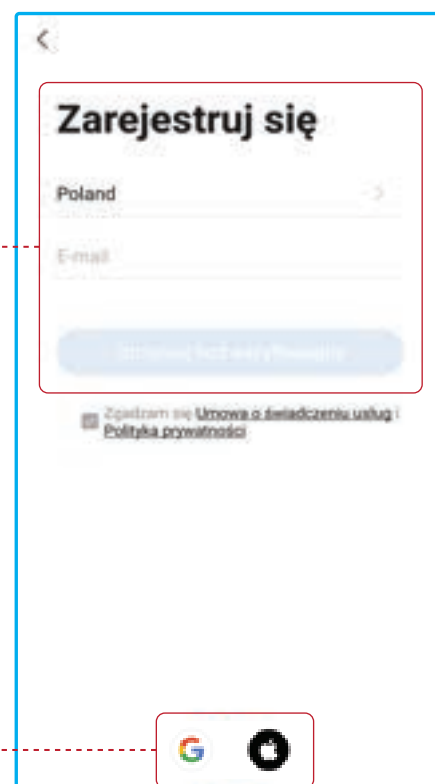 Zarejestruj się
Poland
E-mail
Zgadzam się Umowa o świadczeniu usług i
Polityka prywatności